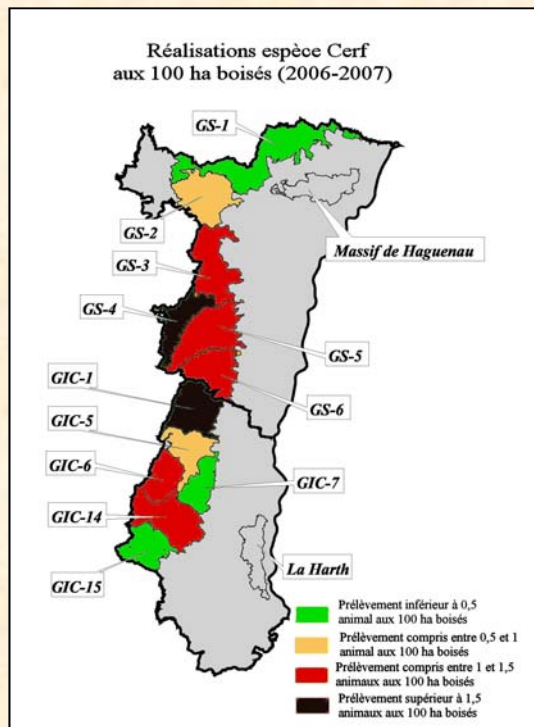 Réalisations espèce Cerf
aux 100 ha boisés (2006-2007)
GS-1
GS-2
Massif de Haguenau
GS-3
GS-4
GS-5
GIC-1
GS-6
GIC-5
GIC-6
GIC-7
GIC-14
GIC-15
La Harth
Prélèvement inférieur à 0,5
animal aux 100 ha boisés
Prélèvement compris entre 0,5 et 1
animal aux 100 ha boisés
Prélèvement compris entre 1 et 1,5
animaux aux 100 ha boisés
Prélèvement supérieur à 1,5
animaux aux 100 ha boisés